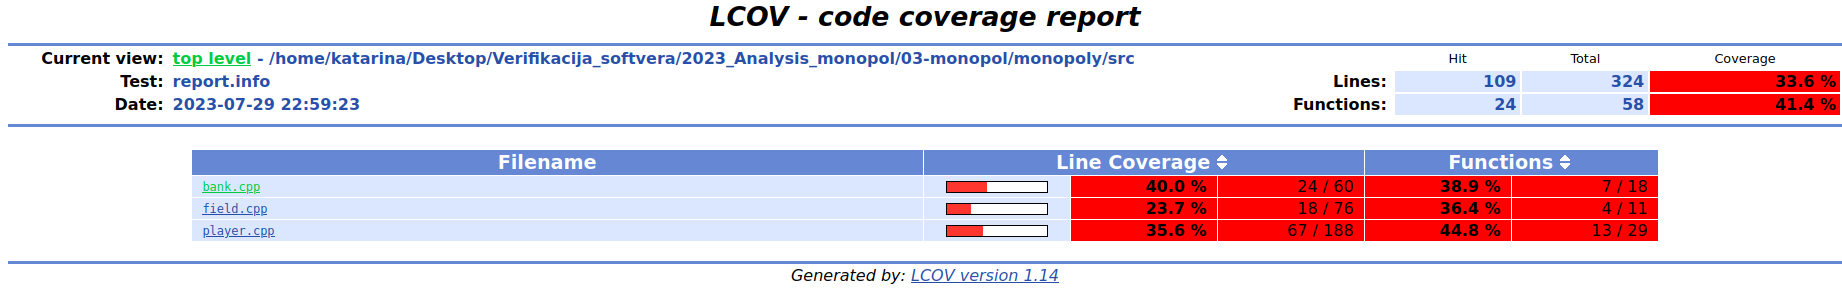 LCOV - code coverage report
Current view: top level - /home/katarina/Desktop/Verifikacija_softvera/2023_Analysis_monopol/03-monopol/monopoly/src
Hit Total Coverage
Test: report.info Lines: 109 324 33.6 %
Date: 2023-07-29 22:59:23 Functions: 24 58 41.4 %
Filename Line Coverage Functions
bank.cpp 40.0 % 24 / 60 38.9 % 7 / 18
field.cpp 23.7 % 18 / 76 36.4 % 4 / 11
player.cpp 35.6 % 67 / 188 44.8 % 13 / 29
Generated by: LCOV version 1.14